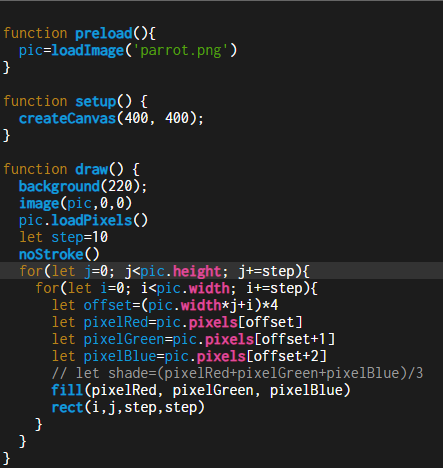 function preload(){
  pic=loadImage('parrot.png')
}

function setup() {
  createCanvas(400, 400);
}

function draw() {
  background(220);
  image(pic,0,0)
  pic.loadPixels()
  let step=10
  noStroke()
  for(let j=0; j<pic.height; j+=step){
    for(let i=0; i<pic.width; i+=step){
      let offset=(pic.width*j+i)*4
      let pixelRed=pic.pixels[offset]
      let pixelGreen=pic.pixels[offset+1]
      let pixelBlue=pic.pixels[offset+2]
      // let shade=(pixelRed+pixelGreen+pixelBlue)/3
      fill(pixelRed, pixelGreen, pixelBlue)
      rect(i,j,step,step)
    }
  }
}